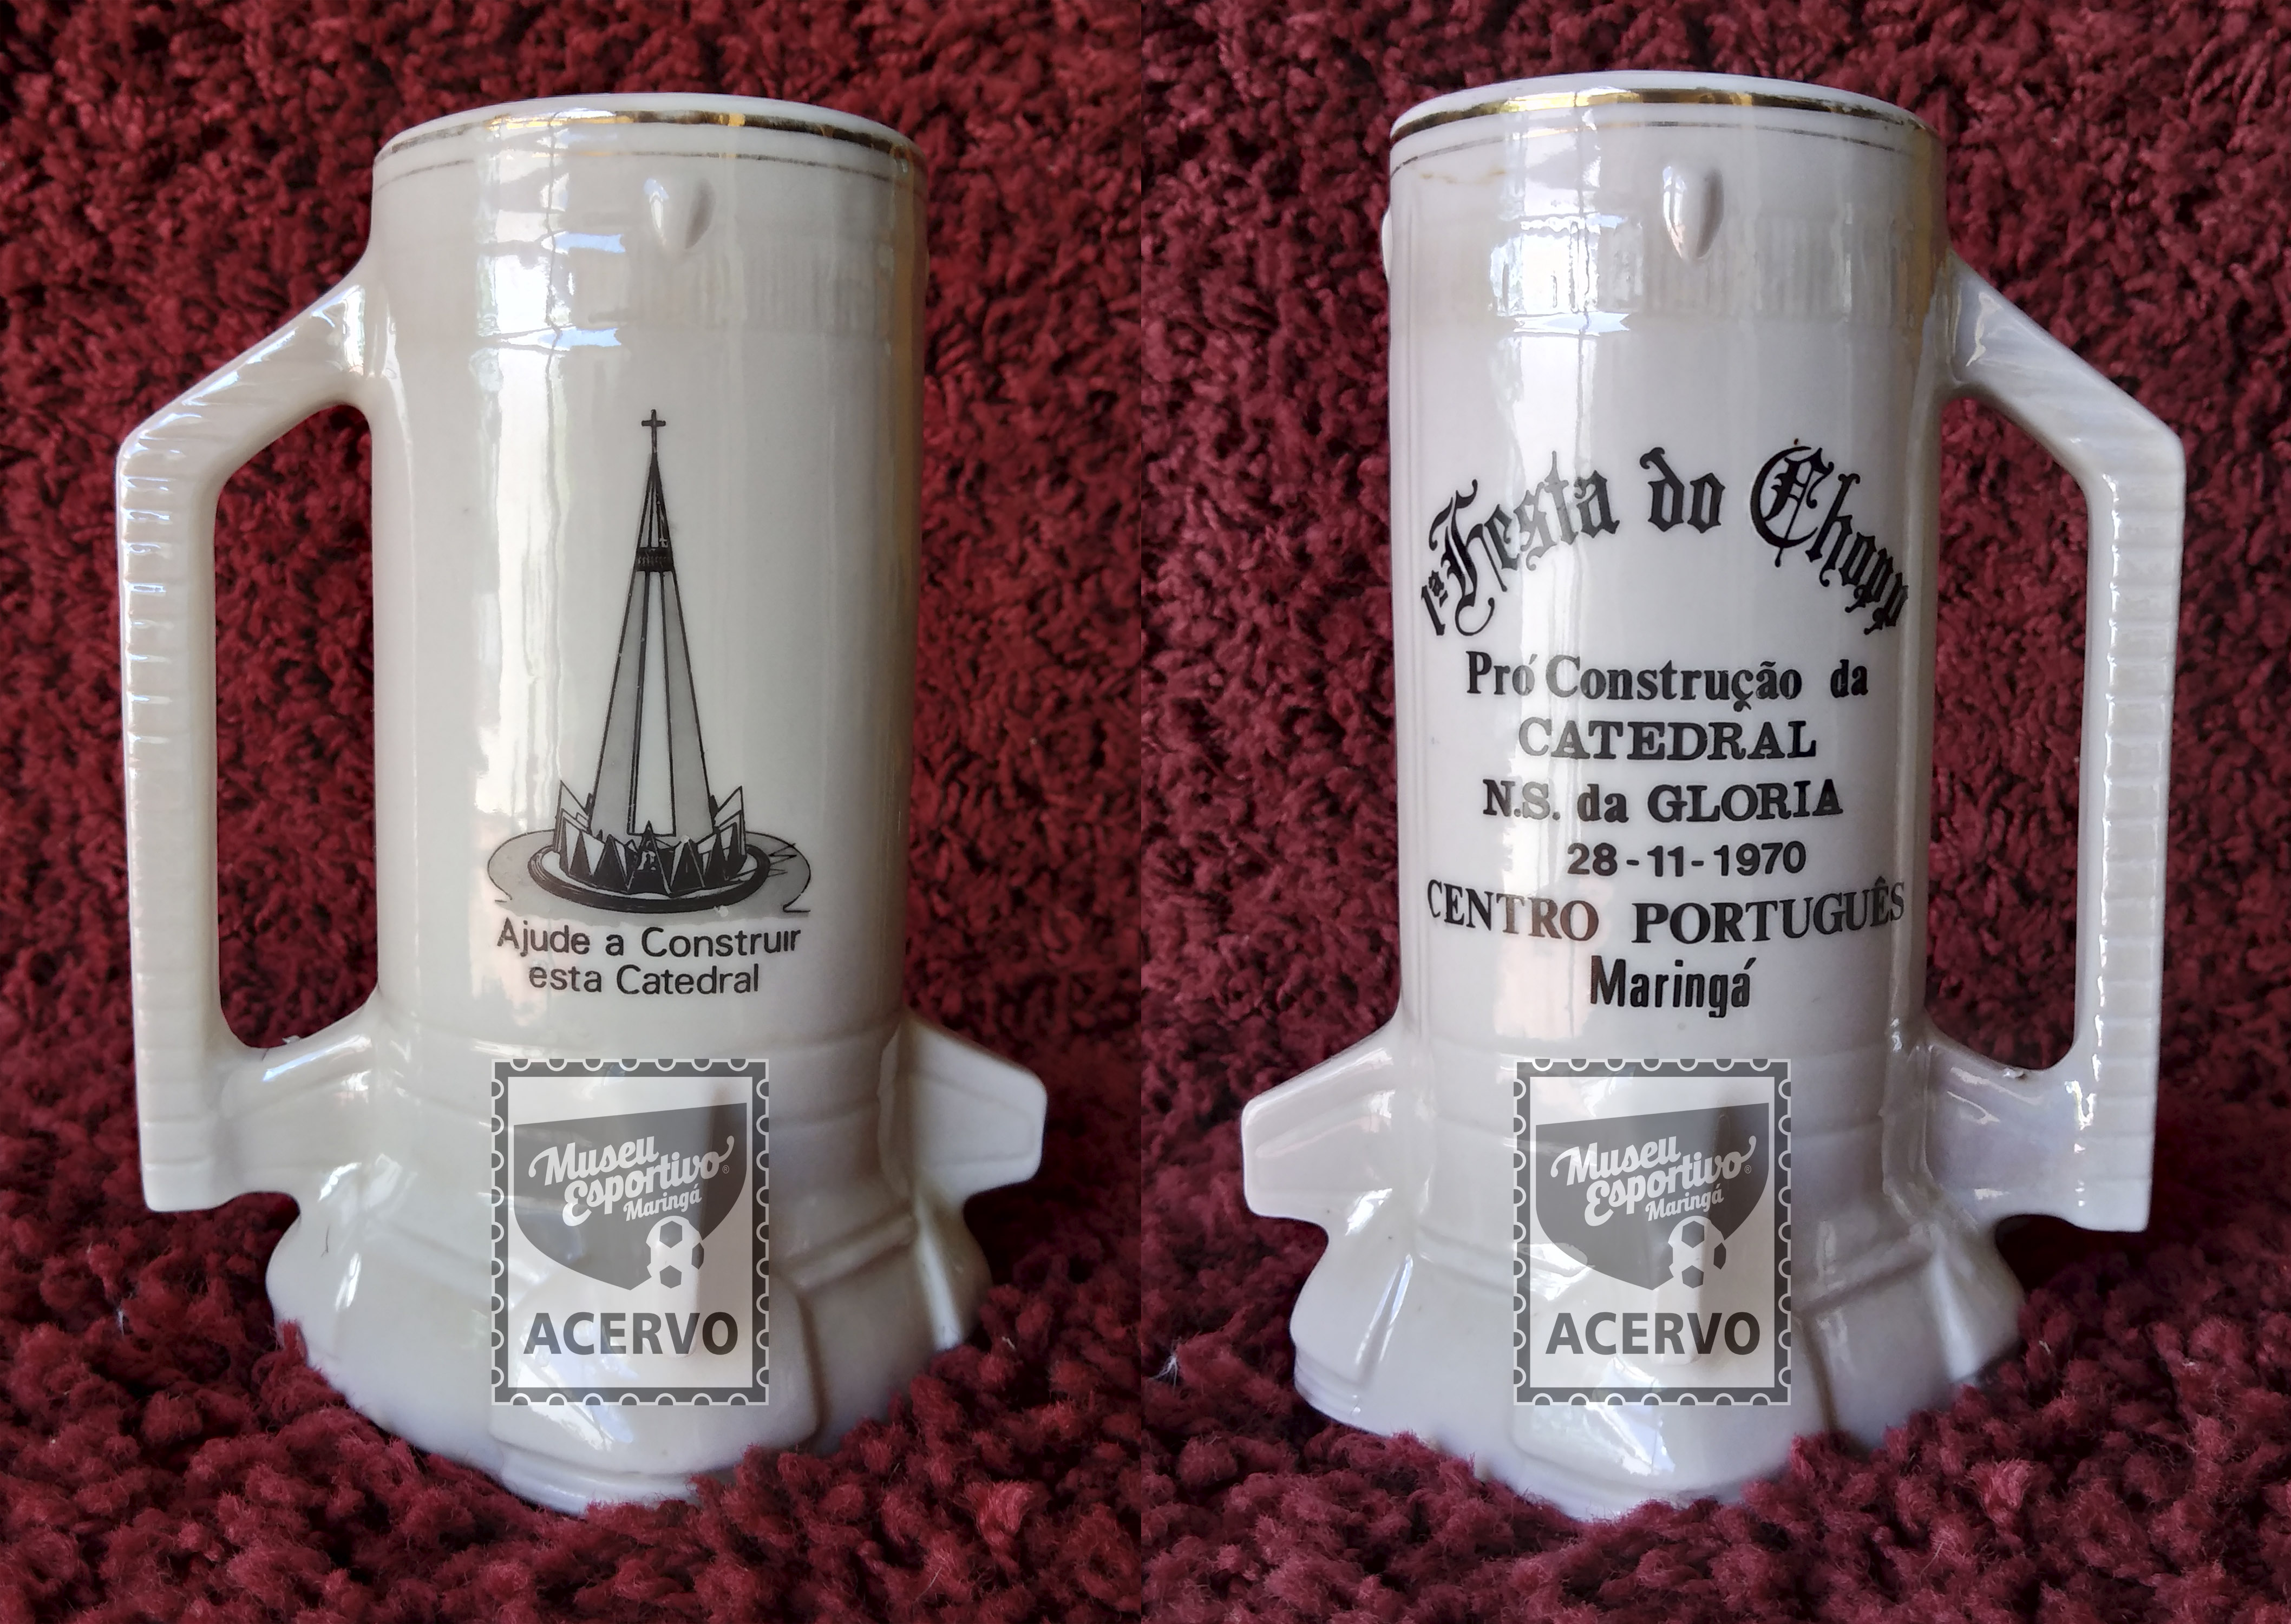 Ajude a Construir
esta Catedral
Museu
Esportivo®
Maringá
ACERVO
1ª Festa do Chopp
Pró Construção da
CATEDRAL
N.S. da GLORIA
28-11-1970
CENTRO PORTUGUÊS
Maringá
Museu
Esportivo®
Maringá
ACERVO